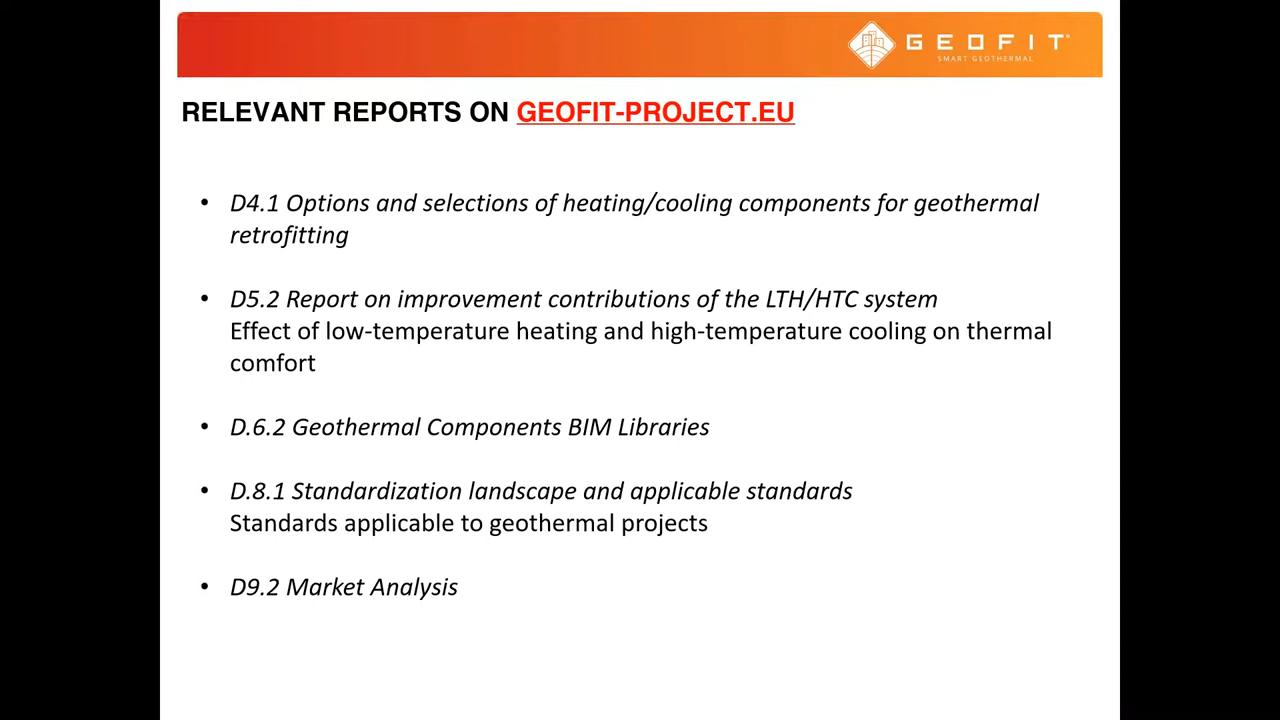 GEOFIT®
SMART GEOTHERMAL
RELEVANT REPORTS ON GEOFIT-PROJECT.EU
• D4.1 Options and selections of heating/cooling components for geothermal
retrofitting
• D5.2 Report on improvement contributions of the LTH/HTC system
Effect of low-temperature heating and high-temperature cooling on thermal
comfort
• D.6.2 Geothermal Components BIM Libraries
• D.8.1 Standardization landscape and applicable standards
Standards applicable to geothermal projects
• D9.2 Market Analysis